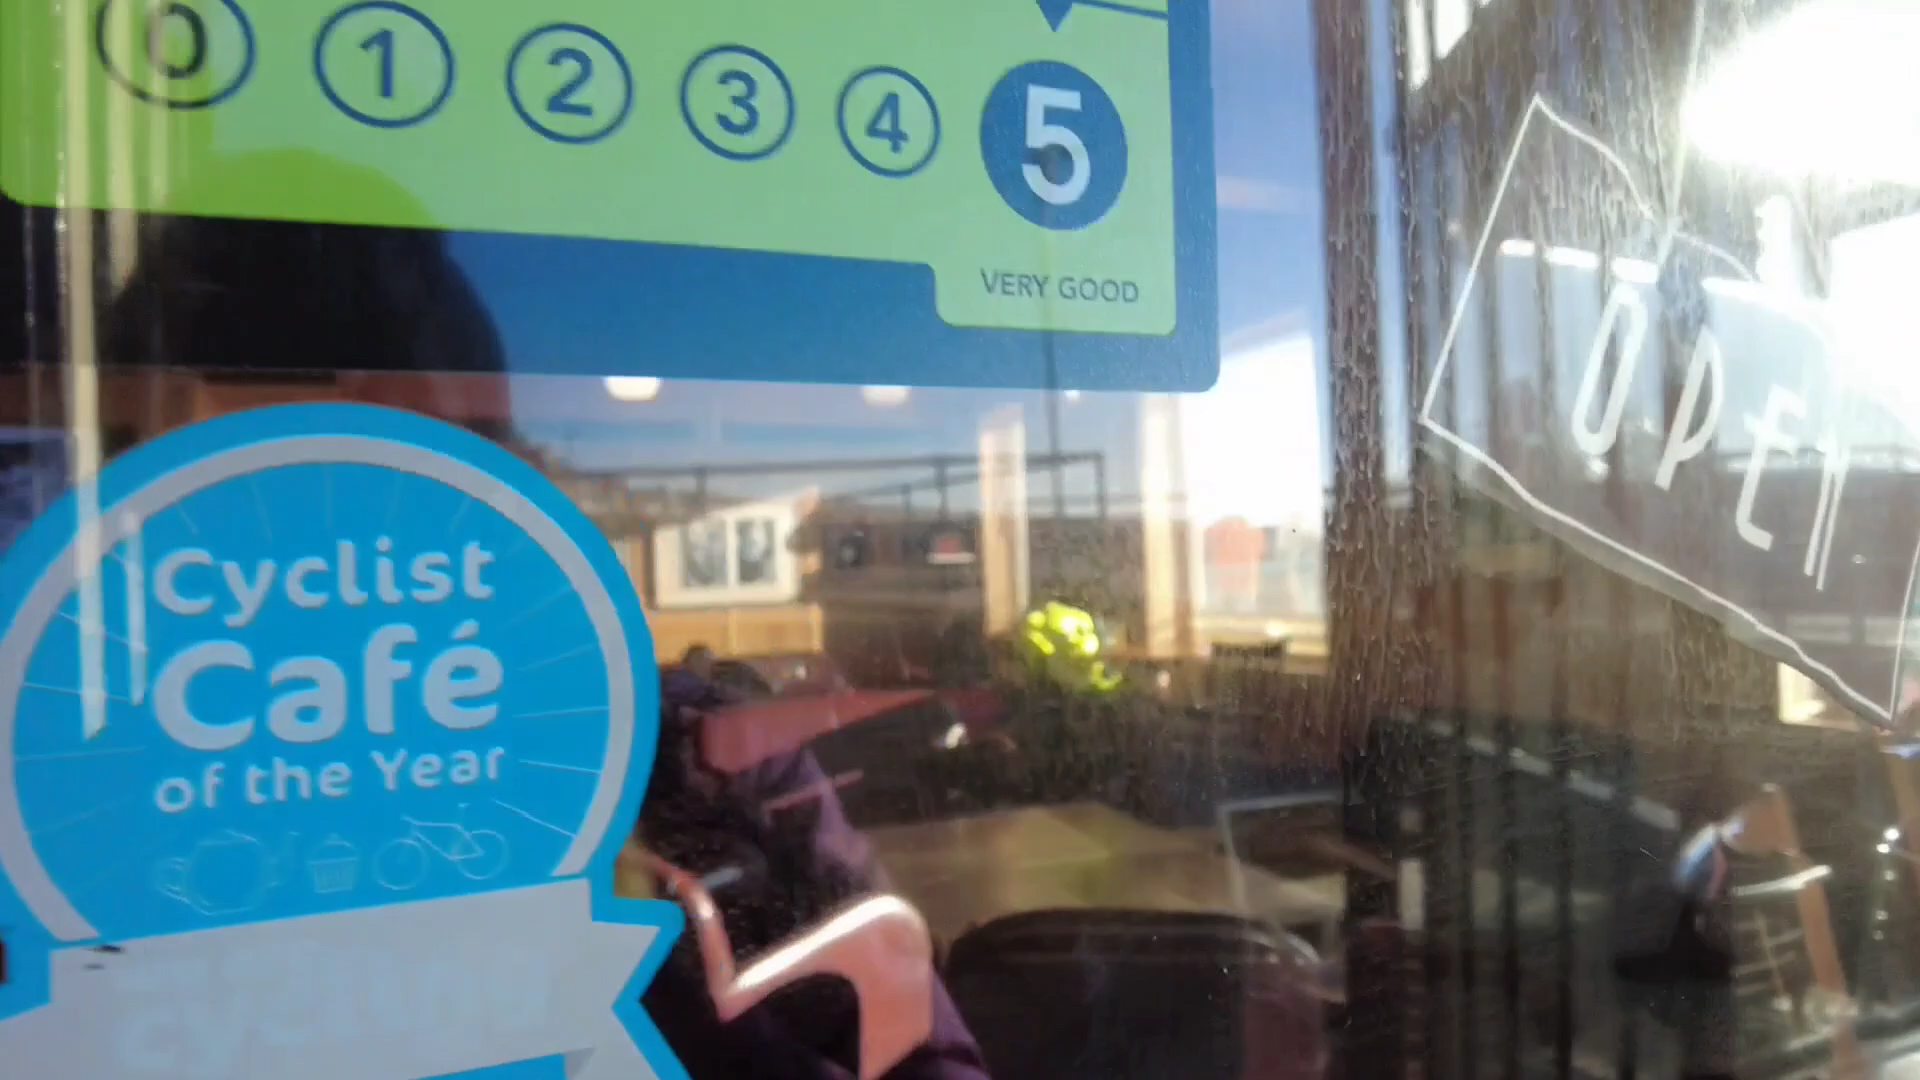 0 1 2 3 4 5
VERY GOOD
OPEN
Cyclist
Café
of the Year